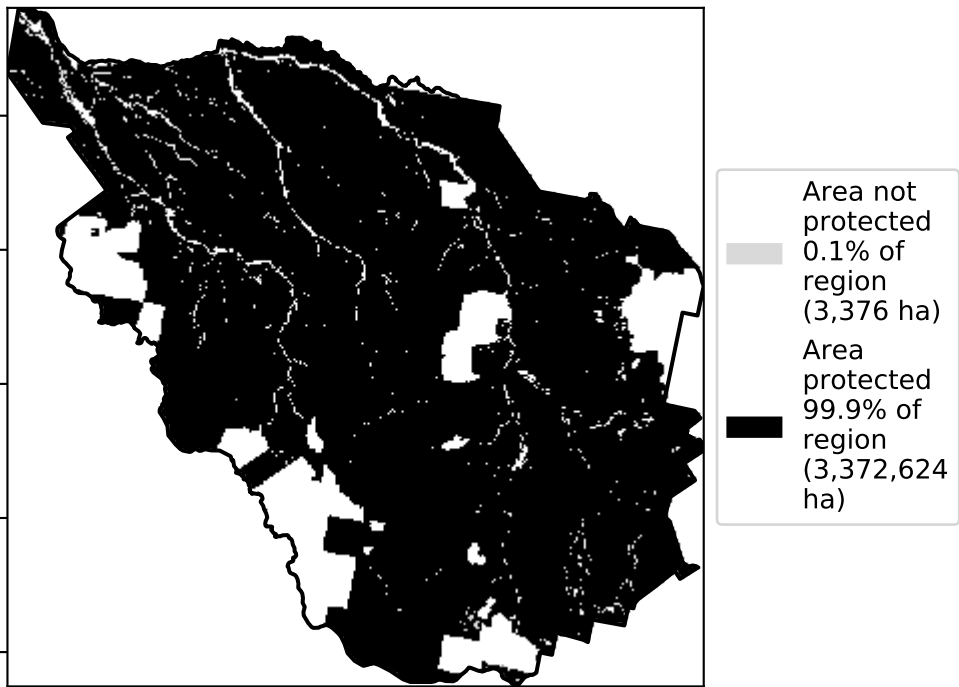 Area not
protected
0.1% of
region
(3,376 ha)
Area
protected
99.9% of
region
(3,372,624
ha)